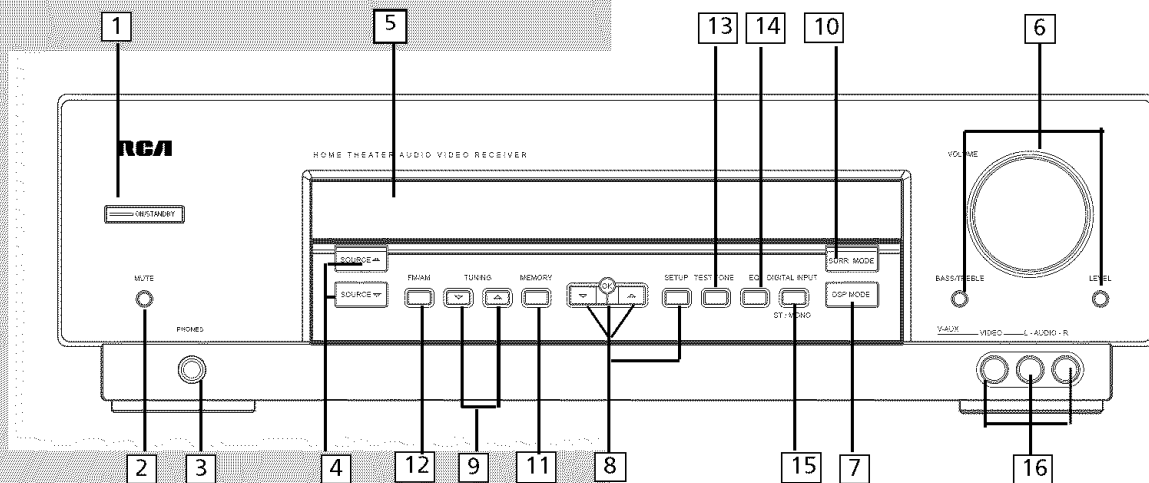 1
5
13
14
10
6
RCA
HOME THEATER AUDIO VIDEO RECEIVER
VOLUME
ON/STANDBY
SOURCE
SURR. MODE
MUTE
FM/AM
TUNING
MEMORY
OK
SETUP
TEST TONE
EQ
DIGITAL INPUT
BASS/TREBLE
LEVEL
SOURCE
DSP MODE
ST./MONO
PHONES
V-AUX
VIDEO
L - AUDIO - R
2
3
4
12
9
11
8
15
7
16